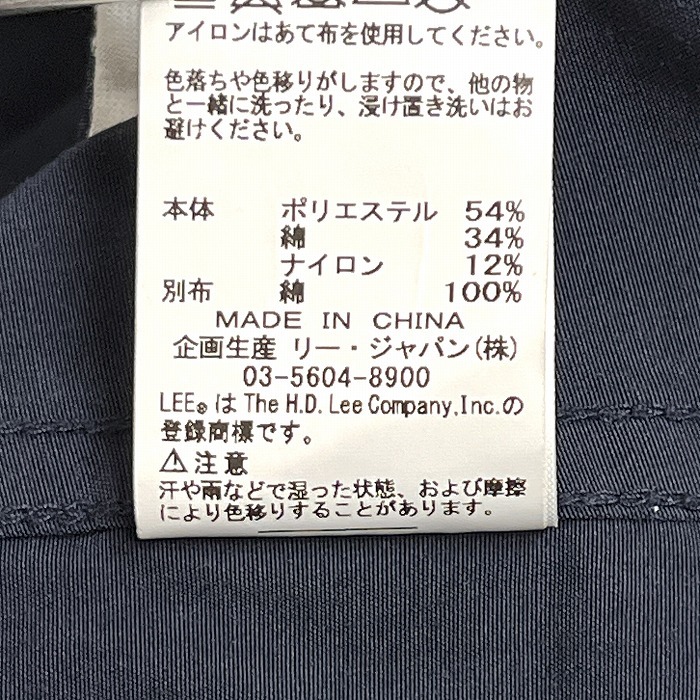 アイロンはあて布を使用してください。
色落ちや色移りがしますので、他の物
と一緒に洗ったり、浸け置き洗いはお
避けください。
本体 ポリエステル 54%
綿 34%
ナイロン 12%
別布 綿 100%
MADE IN CHINA
企画生産 リー・ジャパン(株)
03-5604-8900
LEE® は The H.D. Lee Company,Inc.の
登録商標です。
⚠注意
汗や雨などで湿った状態、および摩擦
により色移りすることがあります。